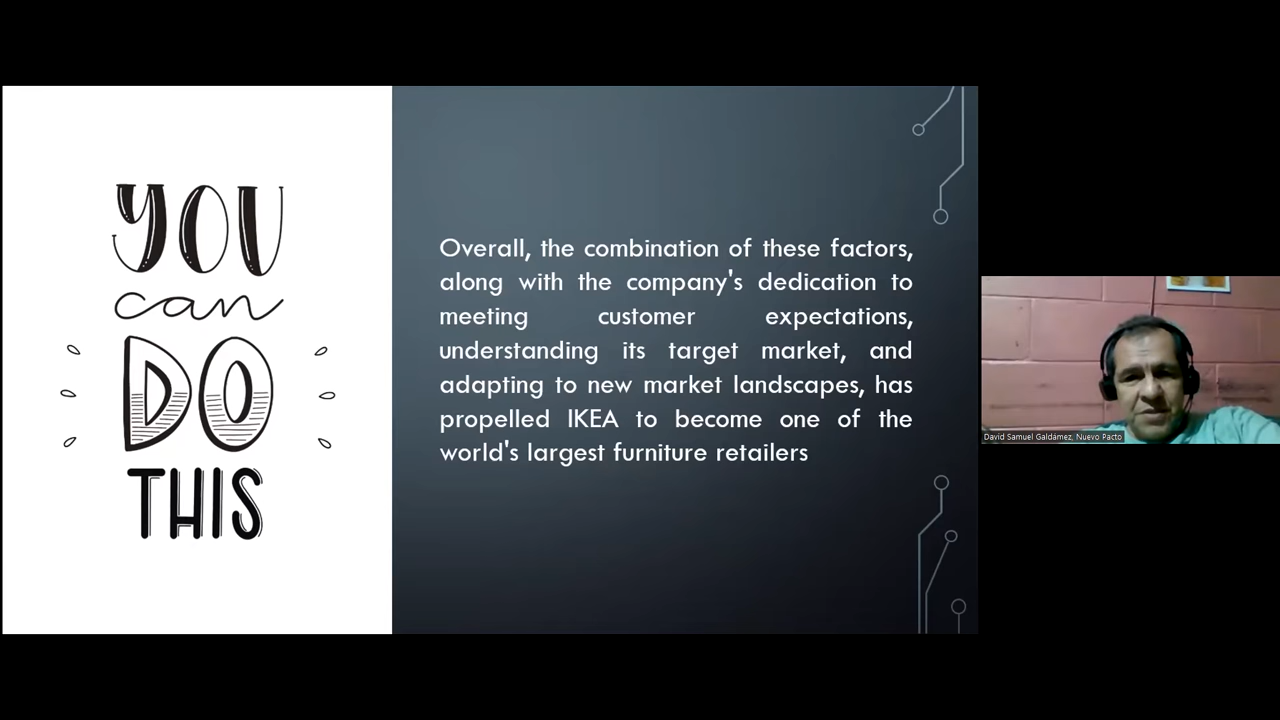 YOU
can
DO
THIS
Overall, the combination of these factors,
along with the company's dedication to
meeting customer expectations,
understanding its target market, and
adapting to new market landscapes, has
propelled IKEA to become one of the
world's largest furniture retailers
David Samuel Galdámez, Nuevo Pacto